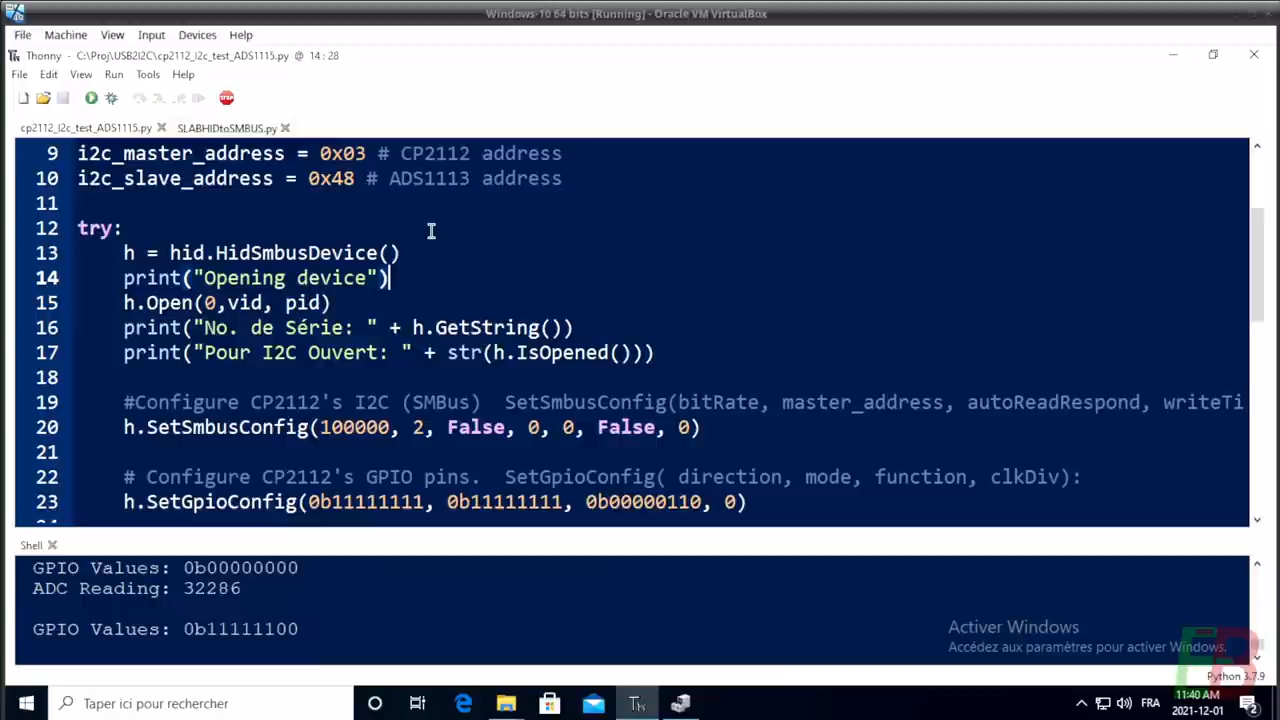 Windows-10 64 bits [Running] - Oracle VM VirtualBox
File Machine View Input Devices Help
Thonny - C:\Proj\USB2I2C\cp2112_I2c_test_ADS1115.py @ 14 : 28
File Edit View Run Tools Help
STOP
cp2112_I2c_test_ADS1115.py SLABHIDtoSMBUS.py
9 i2c_master_address = 0x03 # CP2112 address
10 i2c_slave_address = 0x48 # ADS1113 address
11
12 try:
13 h = hid.HidSmbusDevice()
14 print("Opening device")
15 h.Open(0,vid, pid)
16 print("No. de Série: " + h.GetString())
17 print("Pour I2C Ouvert: " + str(h.IsOpened()))
18
19 #Configure CP2112's I2C (SMBus) SetSmbusConfig(bitRate, master_address, autoReadRespond, writeTi
20 h.SetSmbusConfig(100000, 2, False, 0, 0, False, 0)
21
22 # Configure CP2112's GPIO pins. SetGpioConfig( direction, mode, function, clkDiv):
23 h.SetGpioConfig(0b11111111, 0b11111111, 0b00000110, 0)
Shell
GPIO Values: 0b00000000
ADC Reading: 32286
GPIO Values: 0b11111100
Activer Windows
Accédez aux paramètres pour activer Windows.
Python 3.7.9
Taper ici pour rechercher
FRA
11:40 AM
2021-12-01
2